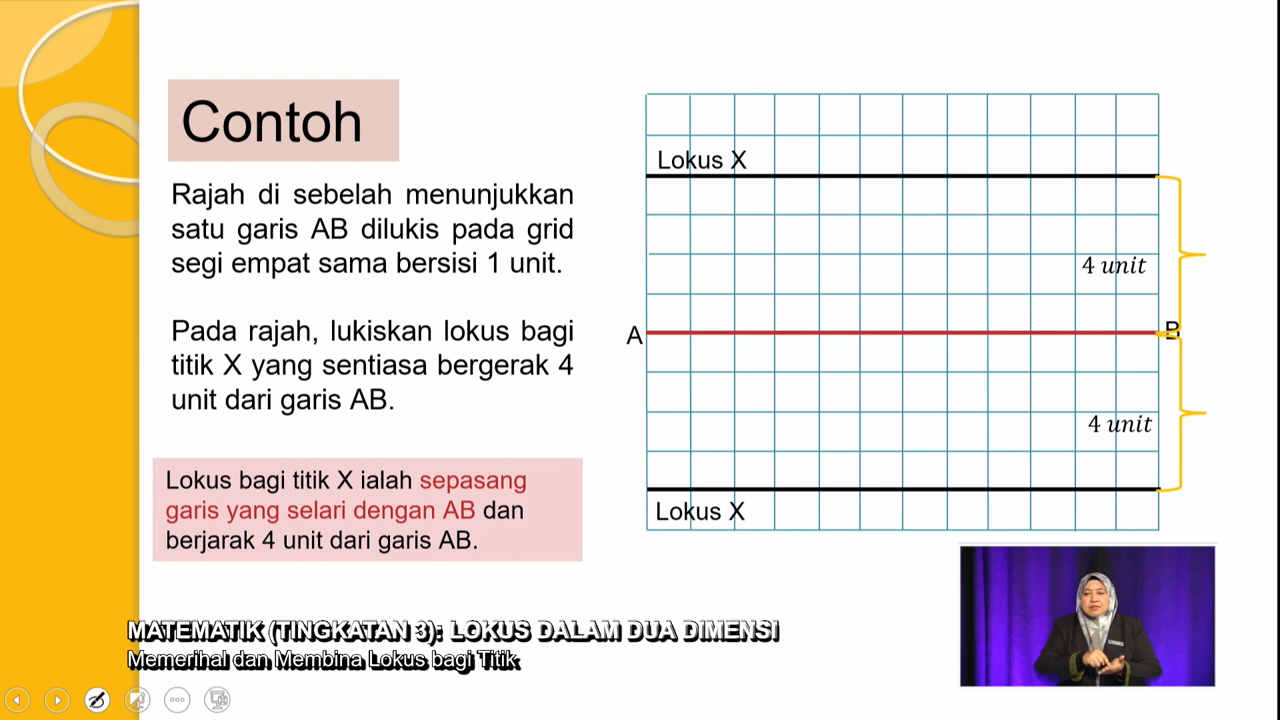 Contoh
Rajah di sebelah menunjukkan
satu garis AB dilukis pada grid
segi empat sama bersisi 1 unit.
Pada rajah, lukiskan lokus bagi
titik X yang sentiasa bergerak 4
unit dari garis AB.
Lokus bagi titik X ialah sepasang
garis yang selari dengan AB dan
berjarak 4 unit dari garis AB.
Lokus X
4 unit
A
B
4 unit
Lokus X
MATEMATIK (TINGKATAN 3): LOKUS DALAM DUA DIMENSI
Memerihal dan Membina Lokus bagi Titik